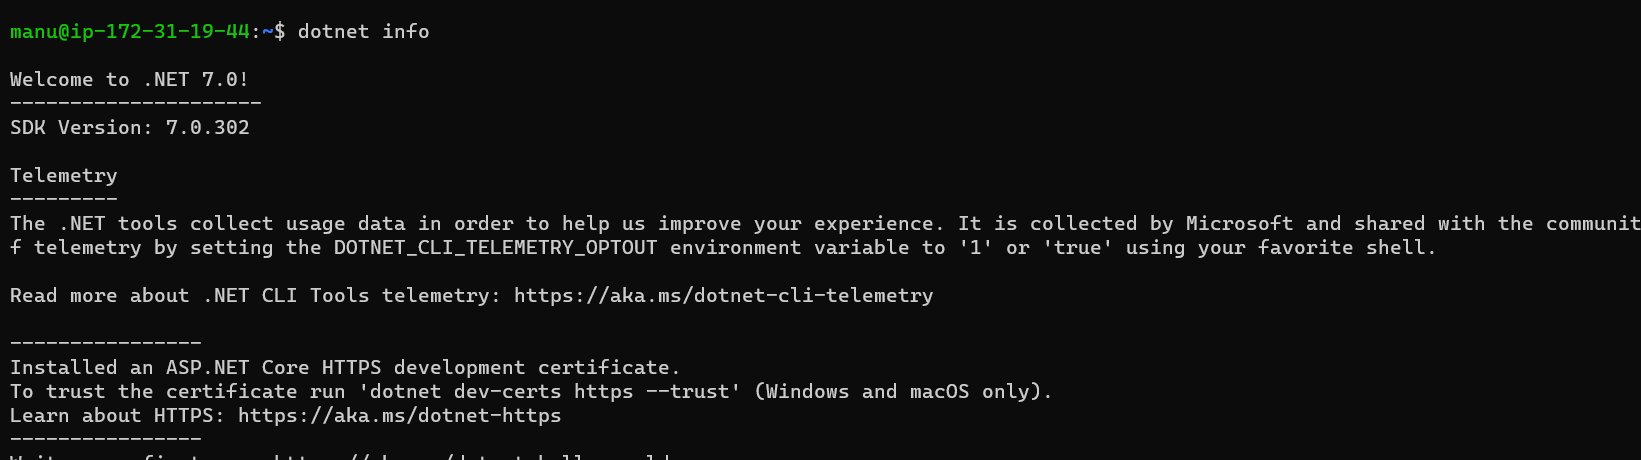 manu@ip-172-31-19-44:~$ dotnet info
Welcome to .NET 7.0!
---------------------
SDK Version: 7.0.302
Telemetry
---------
The .NET tools collect usage data in order to help us improve your experience. It is collected by Microsoft and shared with the communit
f telemetry by setting the DOTNET_CLI_TELEMETRY_OPTOUT environment variable to '1' or 'true' using your favorite shell.
Read more about .NET CLI Tools telemetry: https://aka.ms/dotnet-cli-telemetry
----------------
Installed an ASP.NET Core HTTPS development certificate.
To trust the certificate run 'dotnet dev-certs https --trust' (Windows and macOS only).
Learn about HTTPS: https://aka.ms/dotnet-https
----------------